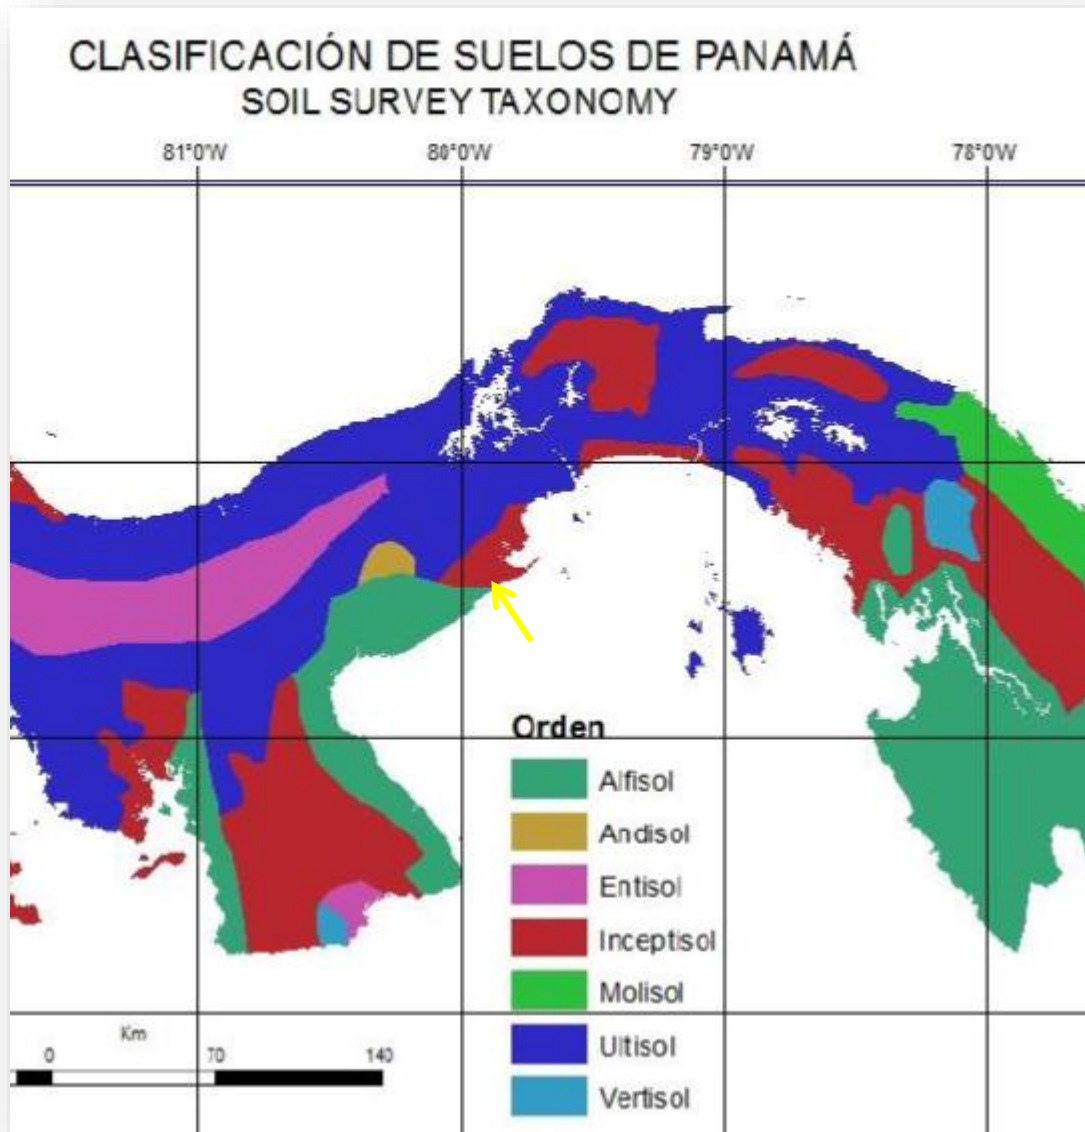 CLASIFICACIÓN DE SUELOS DE PANAMÁ
SOIL SURVEY TAXONOMY
81°0'W 80°0'W 79°0'W 78°0'W
Orden
Alfisol
Andisol
Entisol
Inceptisol
Molisol
Ultisol
Vertisol
Km
0 70 140